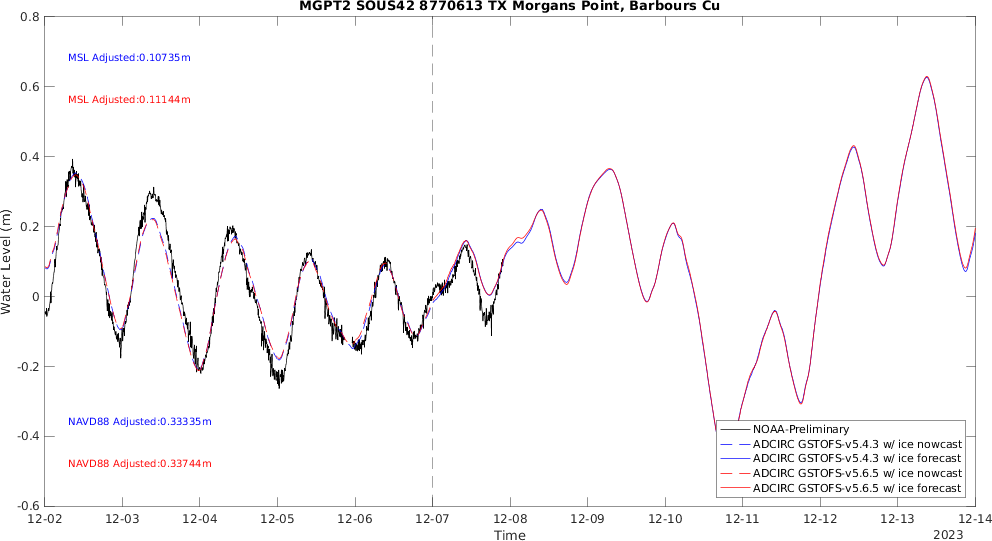 MGPT2 SOUS42 8770613 TX Morgans Point, Barbours Cu
Water Level (m)
0.8
0.6
0.4
0.2
0
-0.2
-0.4
-0.6
MSL Adjusted:0.10735m
MSL Adjusted:0.11144m
NAVD88 Adjusted:0.33335m
NAVD88 Adjusted:0.33744m
NOAA-Preliminary
ADCIRC GSTOFS-v5.4.3 w/ ice nowcast
ADCIRC GSTOFS-v5.4.3 w/ ice forecast
ADCIRC GSTOFS-v5.6.5 w/ ice nowcast
ADCIRC GSTOFS-v5.6.5 w/ ice forecast
12-02 12-03 12-04 12-05 12-06 12-07 12-08 12-09 12-10 12-11 12-12 12-13 12-14
Time
2023